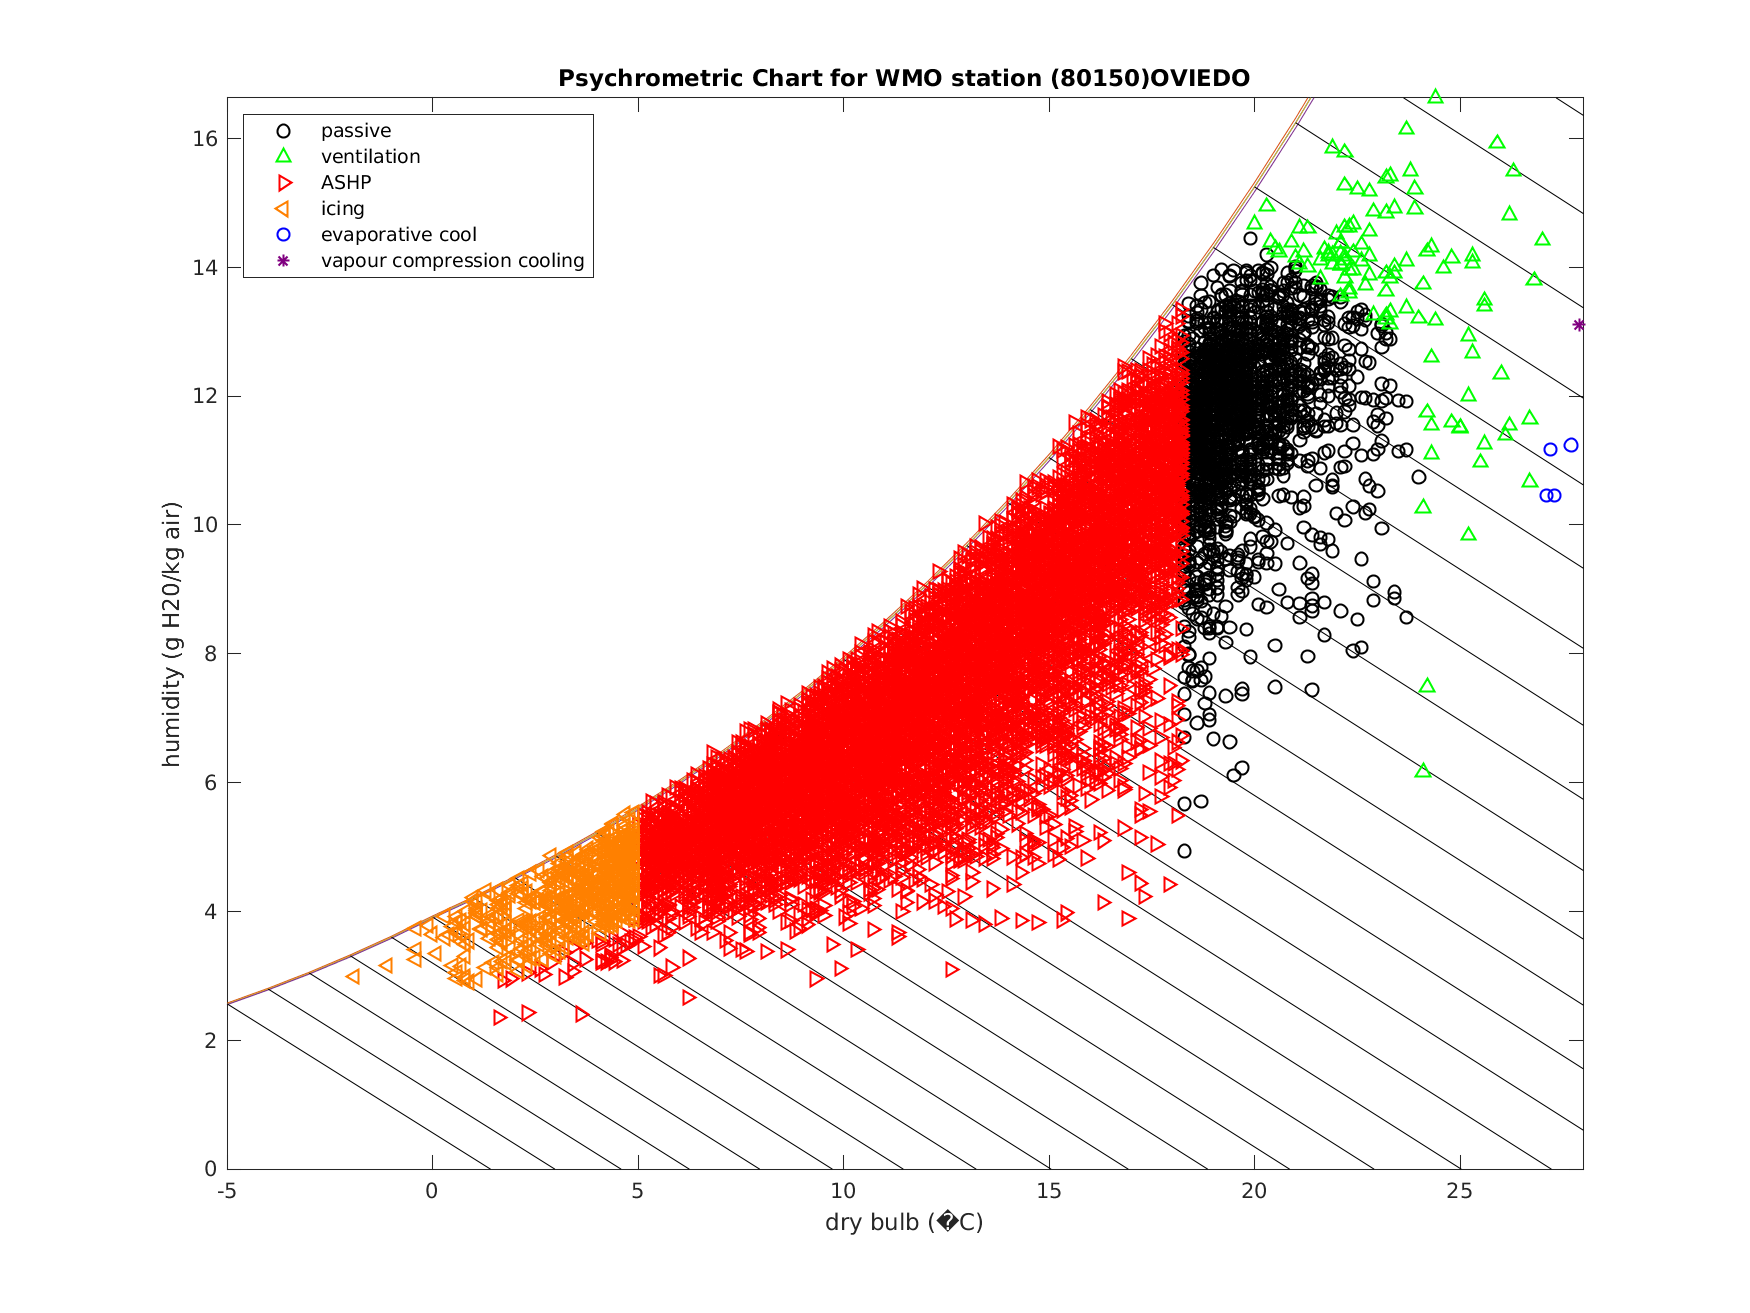 Psychrometric Chart for WMO station (80150)OVIEDO
passive
ventilation
ASHP
icing
evaporative cool
vapour compression cooling
humidity (g H20/kg air)
16
14
12
10
8
6
4
2
0
-5
0
5
10
15
20
25
dry bulb (�C)